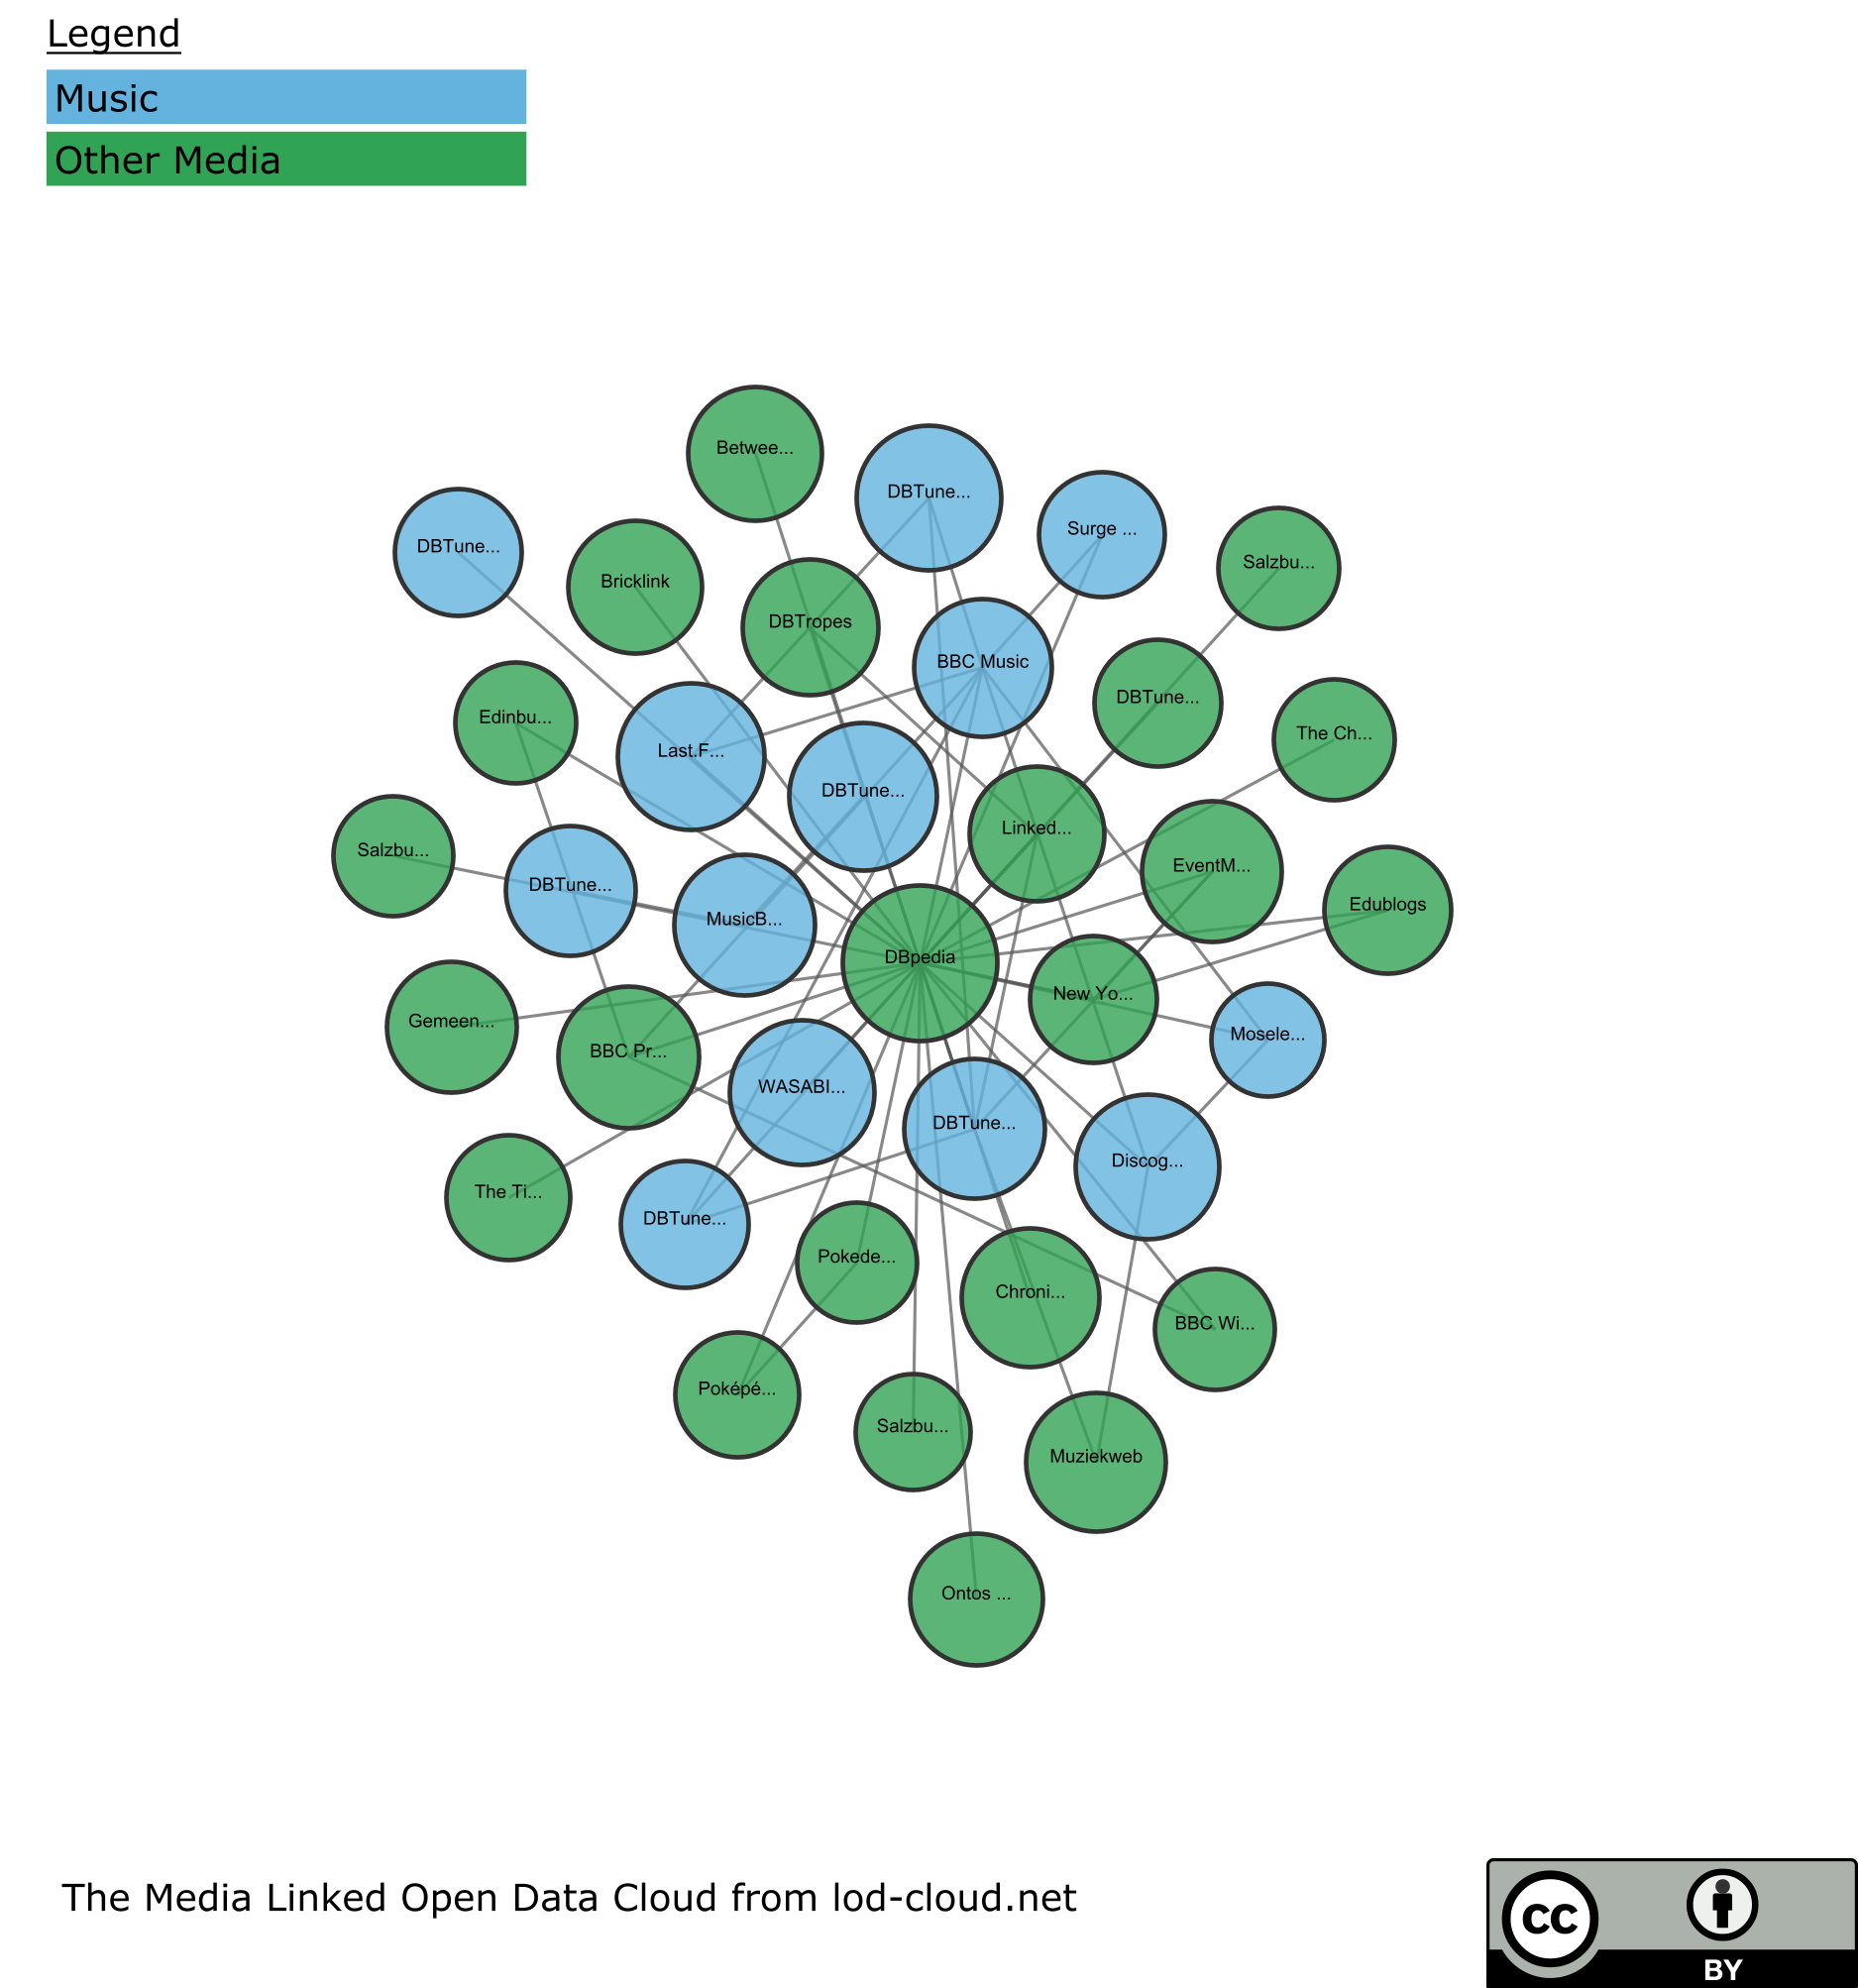 Legend
Music
Other Media
Betwee...
DBTune...
Surge ...
DBTune...
Salzbu...
Bricklink
DBTropes
BBC Music
DBTune...
Edinbu...
The Ch...
Last.F...
DBTune...
Linked...
Salzbu...
EventM...
DBTune...
MusicB...
Edublogs
DBpedia
New Yo...
Gemeen...
Mosele...
BBC Pr...
WASABI...
DBTune...
Discog...
The Ti...
DBTune...
Pokede...
Chroni...
BBC Wi...
Poképé...
Salzbu...
Muziekweb
Ontos ...
The Media Linked Open Data Cloud from lod-cloud.net
cc
BY